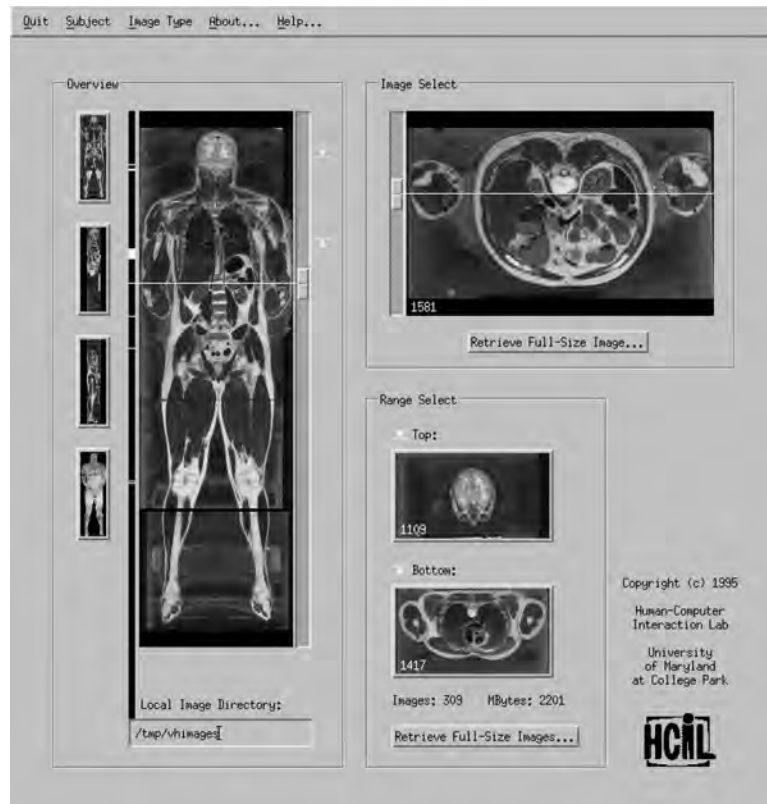 Quit Subject Image Type About... Help...
Overview
Local Image Directory:
/tmp/vhimages
Image Select
1581
Retrieve Full-Size Image...
Range Select
Top:
1109
Bottom:
1417
Images: 309 MBytes: 2201
Retrieve Full-Size Images...
Copyright (c) 1995
Human-Computer
Interaction Lab
University
of Maryland
at College Park
HCIL